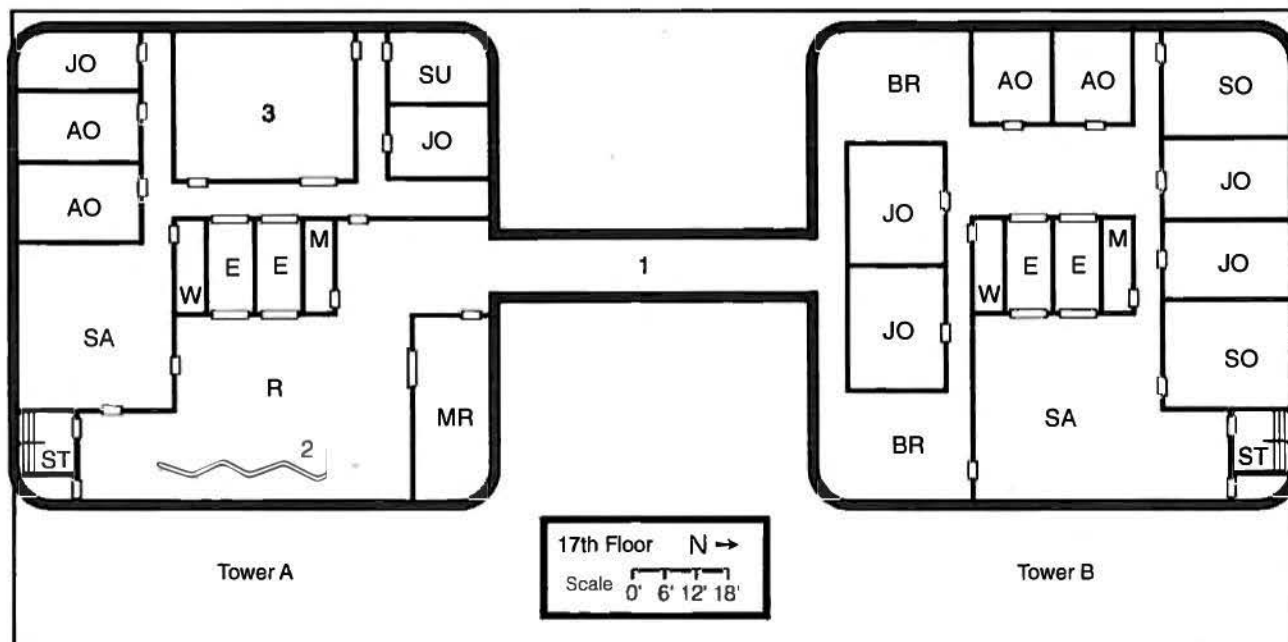 JO
SU
BR
AO
AO
SO
3
AO
JO
JO
AO
JO
M
M
E
E
1
E
E
JO
W
W
JO
SA
SO
R
MR
SA
2
BR
ST
ST
17th Floor N →
Scale 0' 6' 12' 18'
Tower A
Tower B